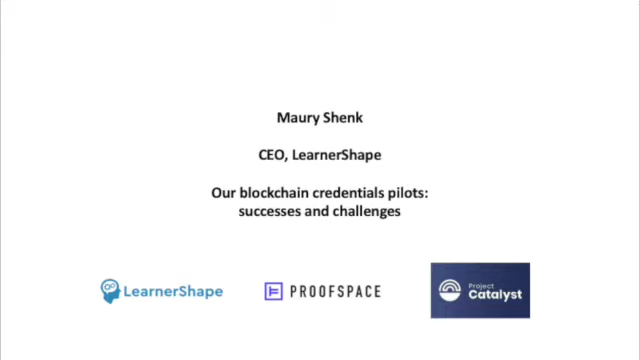 Maury Shenk
CEO, LearnerShape
Our blockchain credentials pilots:
successes and challenges
LearnerShape
PROOFSPACE
Project
Catalyst